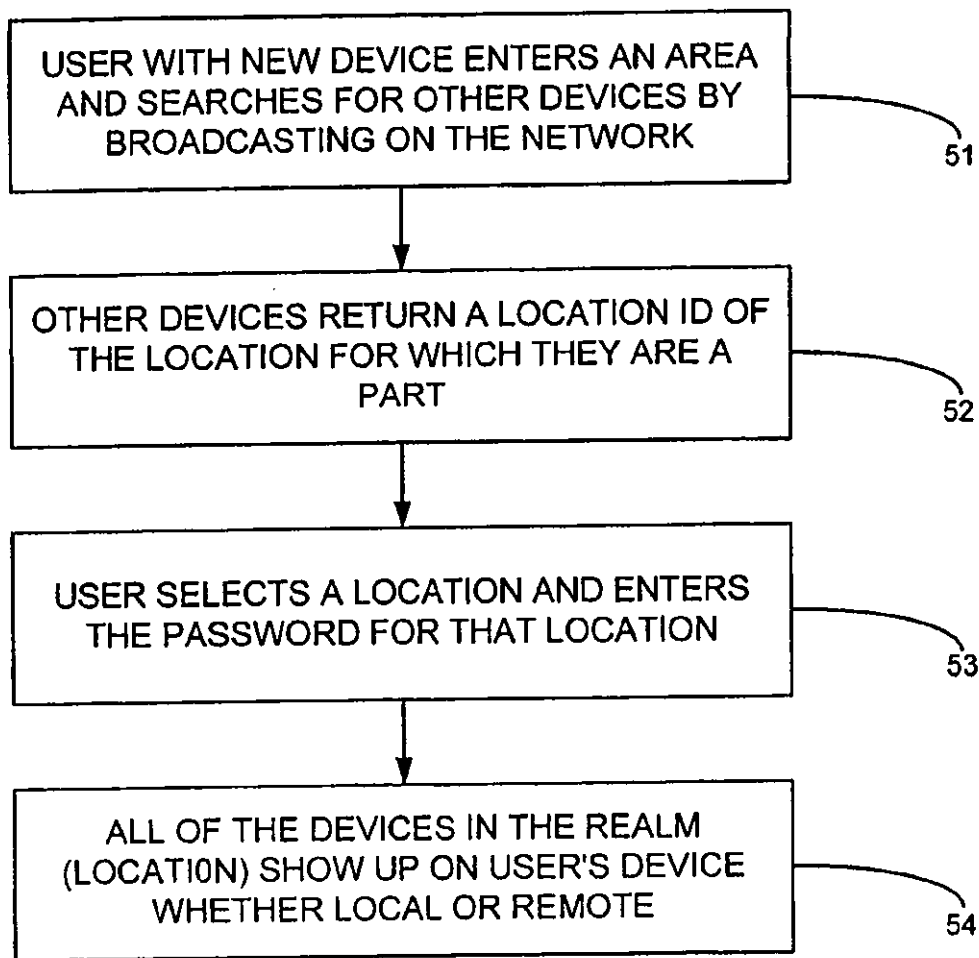 USER WITH NEW DEVICE ENTERS AN AREA
AND SEARCHES FOR OTHER DEVICES BY
BROADCASTING ON THE NETWORK
51
OTHER DEVICES RETURN A LOCATION ID OF
THE LOCATION FOR WHICH THEY ARE A
PART
52
USER SELECTS A LOCATION AND ENTERS
THE PASSWORD FOR THAT LOCATION
53
ALL OF THE DEVICES IN THE REALM
(LOCATI0N) SHOW UP ON USER'S DEVICE
WHETHER LOCAL OR REMOTE
54